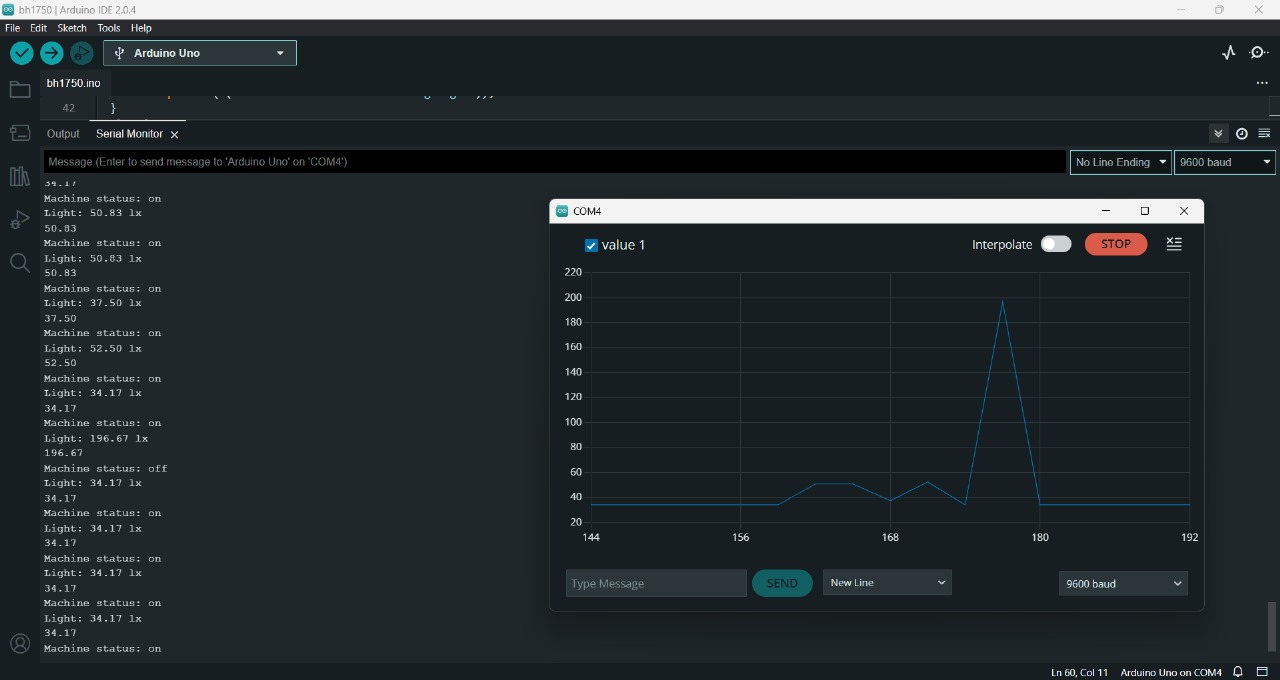 bh1750 | Arduino IDE 2.0.4
File Edit Sketch Tools Help
Arduino Uno
bh1750.ino
42 }
Output Serial Monitor
Message (Enter to send message to 'Arduino Uno' on 'COM4')
No Line Ending
9600 baud
34.17
Machine status: on
Light: 50.83 lx
50.83
Machine status: on
Light: 50.83 lx
50.83
Machine status: on
Light: 37.50 lx
37.50
Machine status: on
Light: 52.50 lx
52.50
Machine status: on
Light: 34.17 lx
34.17
Machine status: on
Light: 196.67 lx
196.67
Machine status: off
Light: 34.17 lx
34.17
Machine status: on
Light: 34.17 lx
34.17
Machine status: on
Light: 34.17 lx
34.17
Machine status: on
Light: 34.17 lx
34.17
Machine status: on
COM4
value 1
Interpolate
STOP
220
200
180
160
140
120
100
80
60
40
20
144 156 168 180 192
Type Message
SEND
New Line
9600 baud
Ln 60, Col 11 Arduino Uno on COM4